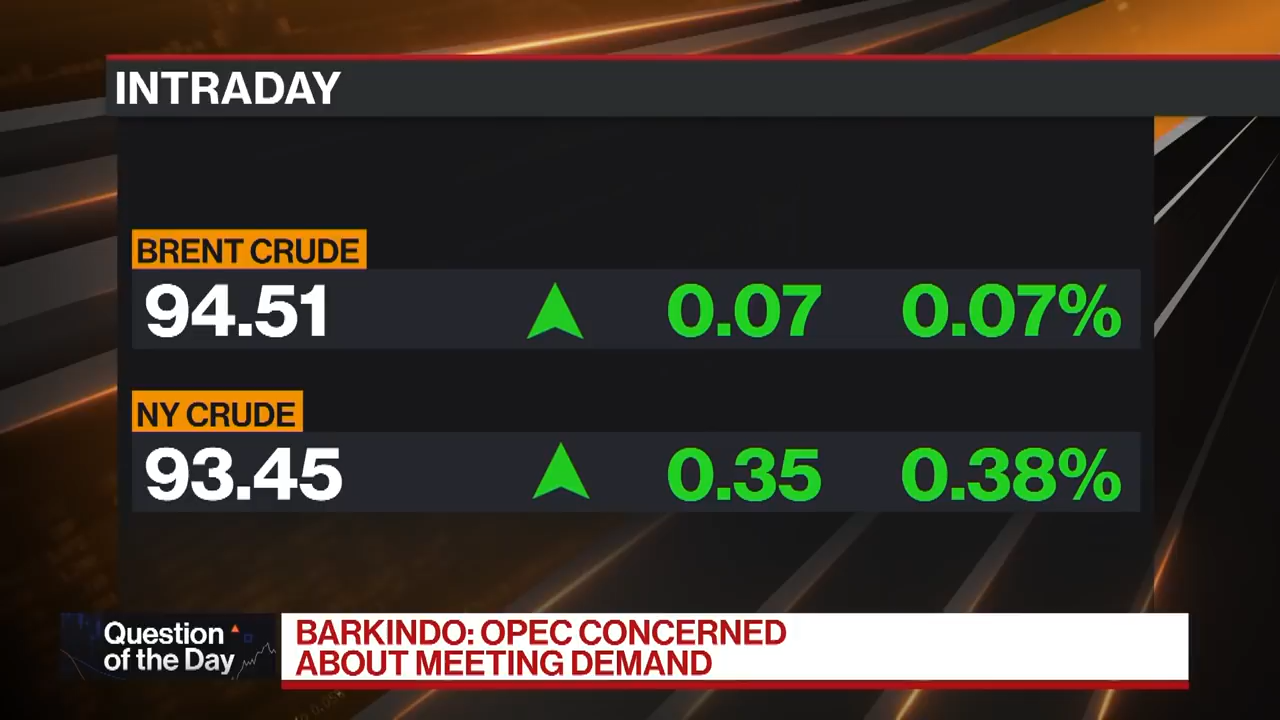 INTRADAY
BRENT CRUDE
94.51 0.07 0.07%
NY CRUDE
93.45 0.35 0.38%
Question
of the Day
BARKINDO: OPEC CONCERNED
ABOUT MEETING DEMAND